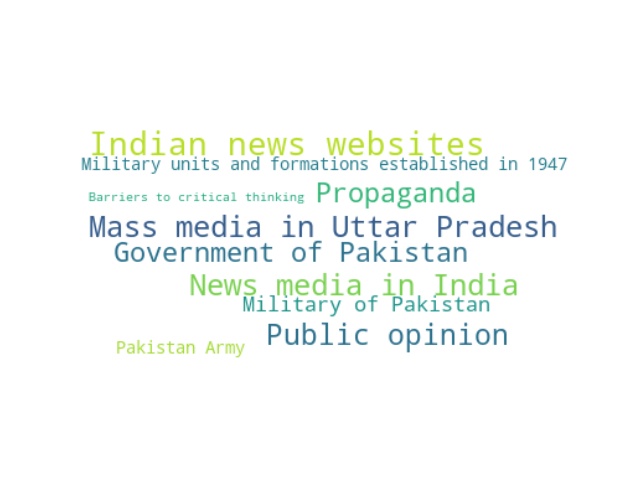 Indian news websites
Military units and formations established in 1947
Barriers to critical thinking Propaganda
Mass media in Uttar Pradesh
Government of Pakistan
News media in India
Military of Pakistan
Public opinion
Pakistan Army